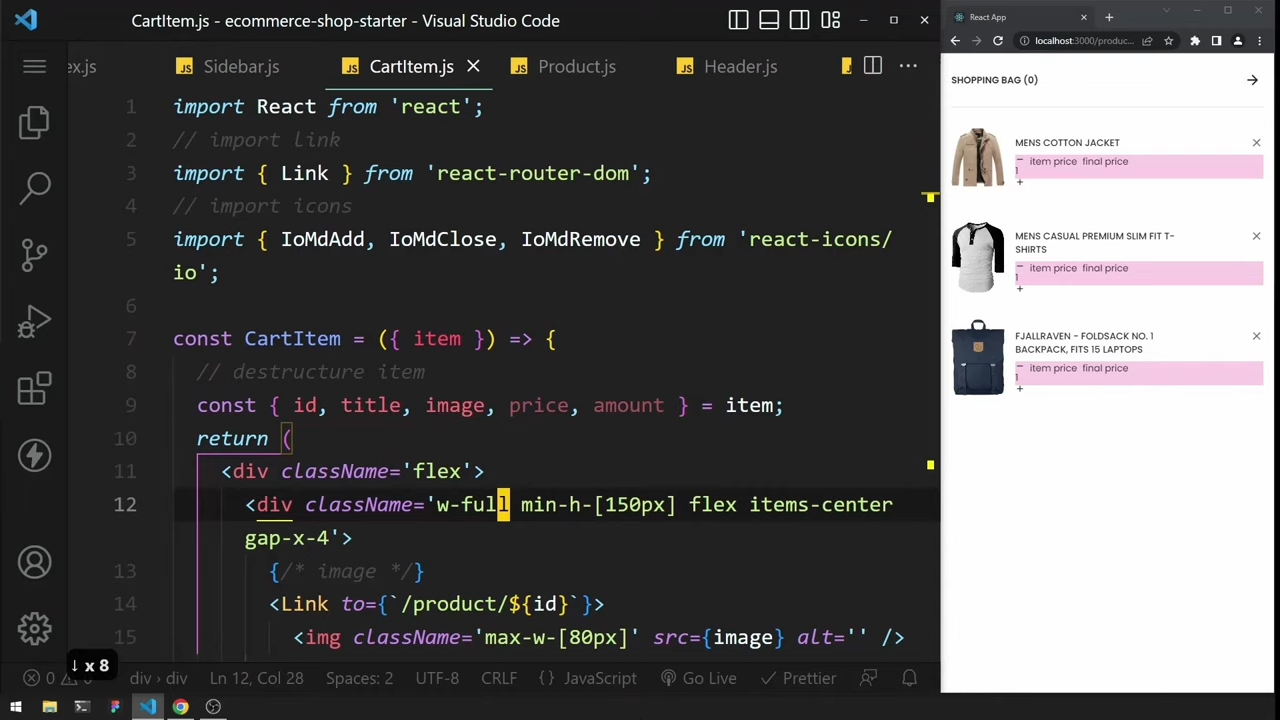 CartItem.js - ecommerce-shop-starter - Visual Studio Code
ex.js
Sidebar.js
CartItem.js
Product.js
Header.js
1 import React from 'react';
2 // import link
3 import { Link } from 'react-router-dom';
4 // import icons
5 import { IoMdAdd, IoMdClose, IoMdRemove } from 'react-icons/
io';
6
7 const CartItem = ({ item }) => {
8 // destructure item
9 const { id, title, image, price, amount } = item;
10 return (
11 <div className='flex'>
12 <div className='w-full min-h-[150px] flex items-center
gap-x-4'>
13 {/* image */}
14 <Link to={`/product/${id}`}>
15 <img className='max-w-[80px]' src={image} alt='' />
↓ x 8
div › div
Ln 12, Col 28
Spaces: 2
UTF-8
CRLF
{ } JavaScript
Go Live
Prettier
React App
localhost:3000/produc...
SHOPPING BAG (0)
MENS COTTON JACKET
item price final price
1
+
MENS CASUAL PREMIUM SLIM FIT T-
SHIRTS
item price final price
1
+
FJALLRAVEN - FOLDSACK NO. 1
BACKPACK, FITS 15 LAPTOPS
item price final price
1
+